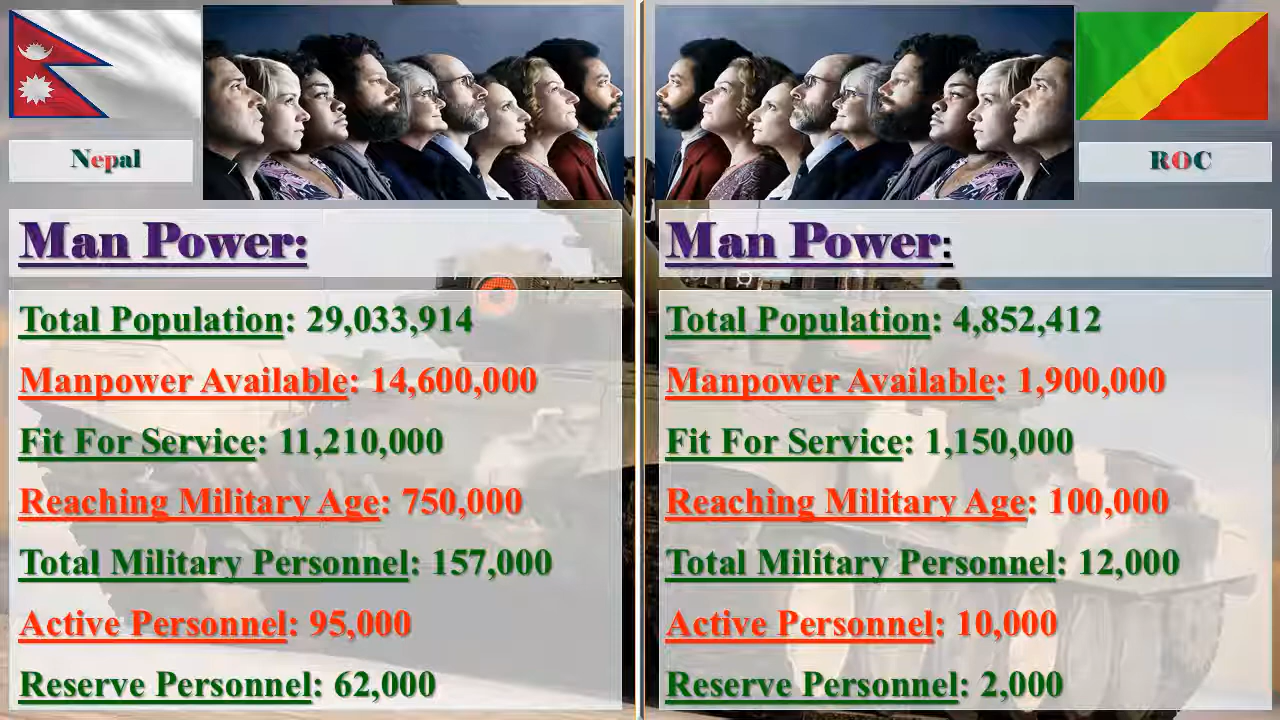 Nepal
Man Power:
Total Population: 29,033,914
Manpower Available: 14,600,000
Fit For Service: 11,210,000
Reaching Military Age: 750,000
Total Military Personnel: 157,000
Active Personnel: 95,000
Reserve Personnel: 62,000
ROC
Man Power:
Total Population: 4,852,412
Manpower Available: 1,900,000
Fit For Service: 1,150,000
Reaching Military Age: 100,000
Total Military Personnel: 12,000
Active Personnel: 10,000
Reserve Personnel: 2,000